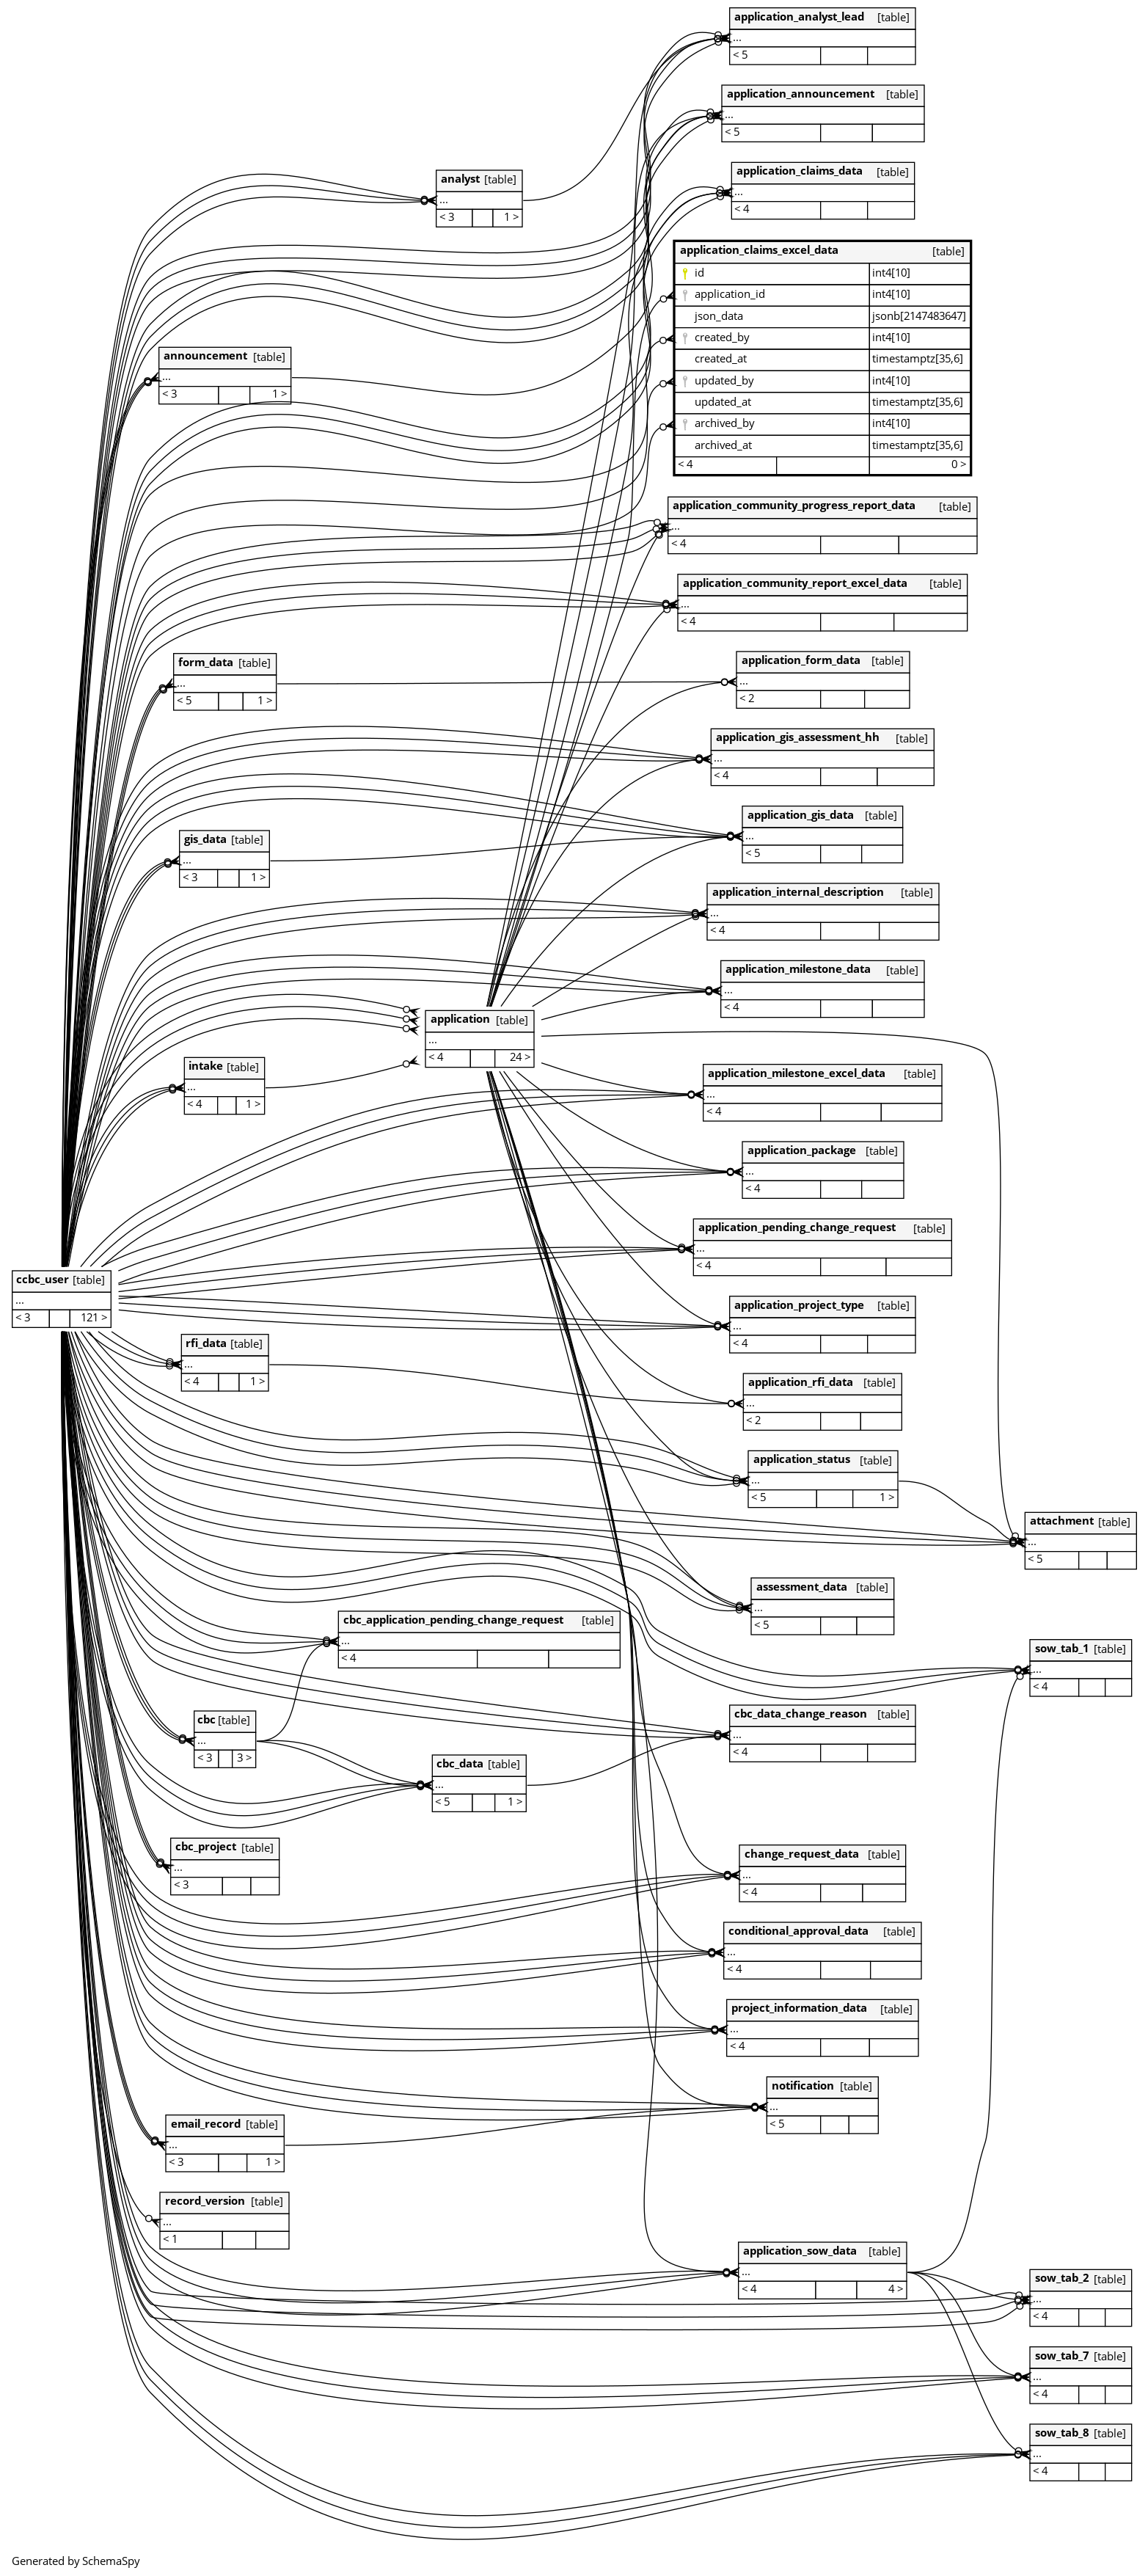 application_analyst_lead [table]
...
< 5
application_announcement [table]
...
< 5
application_claims_data [table]
...
< 4
analyst [table]
...
< 3 1 >
application_claims_excel_data [table]
id int4[10]
application_id int4[10]
json_data jsonb[2147483647]
created_by int4[10]
created_at timestamptz[35,6]
updated_by int4[10]
updated_at timestamptz[35,6]
archived_by int4[10]
archived_at timestamptz[35,6]
< 4 0 >
announcement [table]
...
< 3 1 >
application_community_progress_report_data [table]
...
< 4
application_community_report_excel_data [table]
...
< 4
form_data [table]
...
< 5 1 >
application_form_data [table]
...
< 2
application_gis_assessment_hh [table]
...
< 4
application_gis_data [table]
...
< 5
gis_data [table]
...
< 3 1 >
application_internal_description [table]
...
< 4
application_milestone_data [table]
...
< 4
application [table]
...
< 4 24 >
intake [table]
...
< 4 1 >
application_milestone_excel_data [table]
...
< 4
application_package [table]
...
< 4
application_pending_change_request [table]
...
< 4
ccbc_user [table]
...
< 3 121 >
application_project_type [table]
...
< 4
rfi_data [table]
...
< 4 1 >
application_rfi_data [table]
...
< 2
application_status [table]
...
< 5 1 >
attachment [table]
...
< 5
assessment_data [table]
...
< 5
cbc_application_pending_change_request [table]
...
< 4
sow_tab_1 [table]
...
< 4
cbc [table]
...
< 3 3 >
cbc_data_change_reason [table]
...
< 4
cbc_data [table]
...
< 5 1 >
cbc_project [table]
...
< 3
change_request_data [table]
...
< 4
conditional_approval_data [table]
...
< 4
project_information_data [table]
...
< 4
notification [table]
...
< 5
email_record [table]
...
< 3 1 >
record_version [table]
...
< 1
application_sow_data [table]
...
< 4 4 >
sow_tab_2 [table]
...
< 4
sow_tab_7 [table]
...
< 4
sow_tab_8 [table]
...
< 4
Generated by SchemaSpy